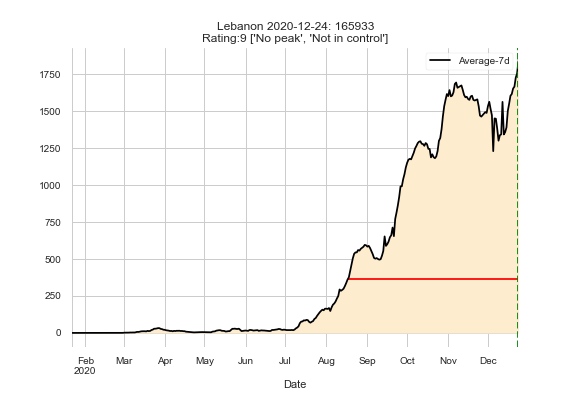 Lebanon 2020-12-24: 165933
Rating:9 ['No peak', 'Not in control']
Average-7d
1750
1500
1250
1000
750
500
250
0
Feb Mar Apr May Jun Jul Aug Sep Oct Nov Dec
2020
Date